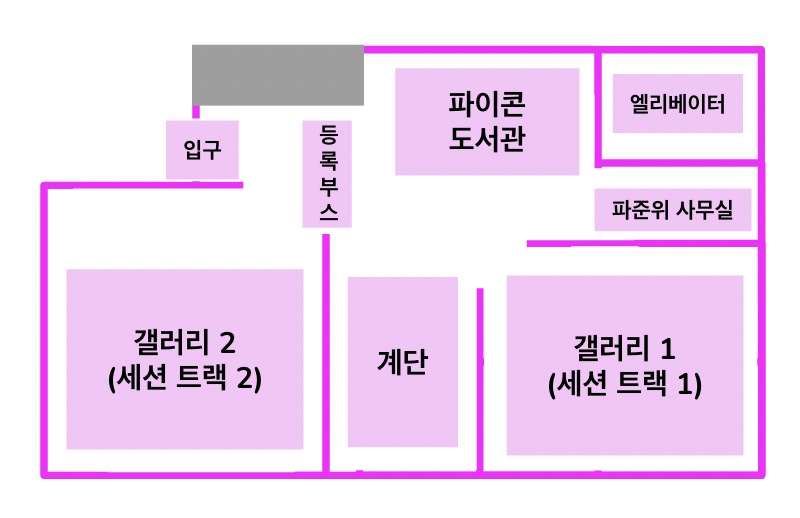 파이콘
도서관
엘리베이터
입구
등
록
부
스
파준위 사무실
갤러리 2
(세션 트랙 2)
계단
갤러리 1
(세션 트랙 1)